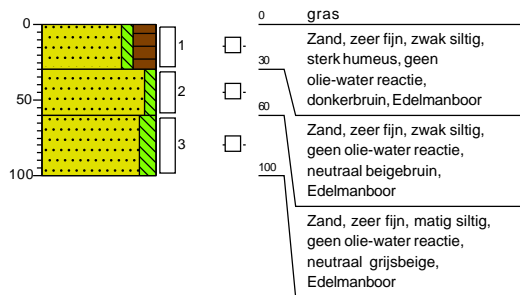 0
50
100
1
2
3
0
gras
Zand, zeer fijn, zwak siltig,
sterk humeus, geen
olie-water reactie,
donkerbruin, Edelmanboor
30
Zand, zeer fijn, zwak siltig,
geen olie-water reactie,
neutraal beigebruin,
Edelmanboor
60
Zand, zeer fijn, matig siltig,
geen olie-water reactie,
neutraal grijsbeige,
Edelmanboor
100